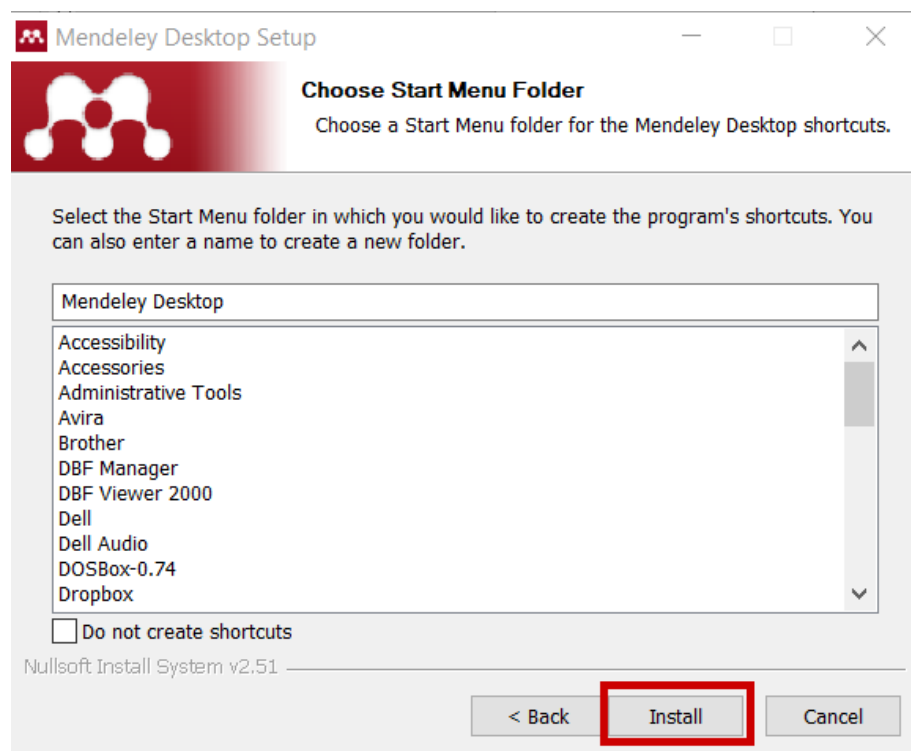 Mendeley Desktop Setup
Choose Start Menu Folder
Choose a Start Menu folder for the Mendeley Desktop shortcuts.
Select the Start Menu folder in which you would like to create the program's shortcuts. You
can also enter a name to create a new folder.
Mendeley Desktop
Accessibility
Accessories
Administrative Tools
Avira
Brother
DBF Manager
DBF Viewer 2000
Dell
Dell Audio
DOSBox-0.74
Dropbox
Do not create shortcuts
Nullsoft Install System v2.51
< Back Install Cancel